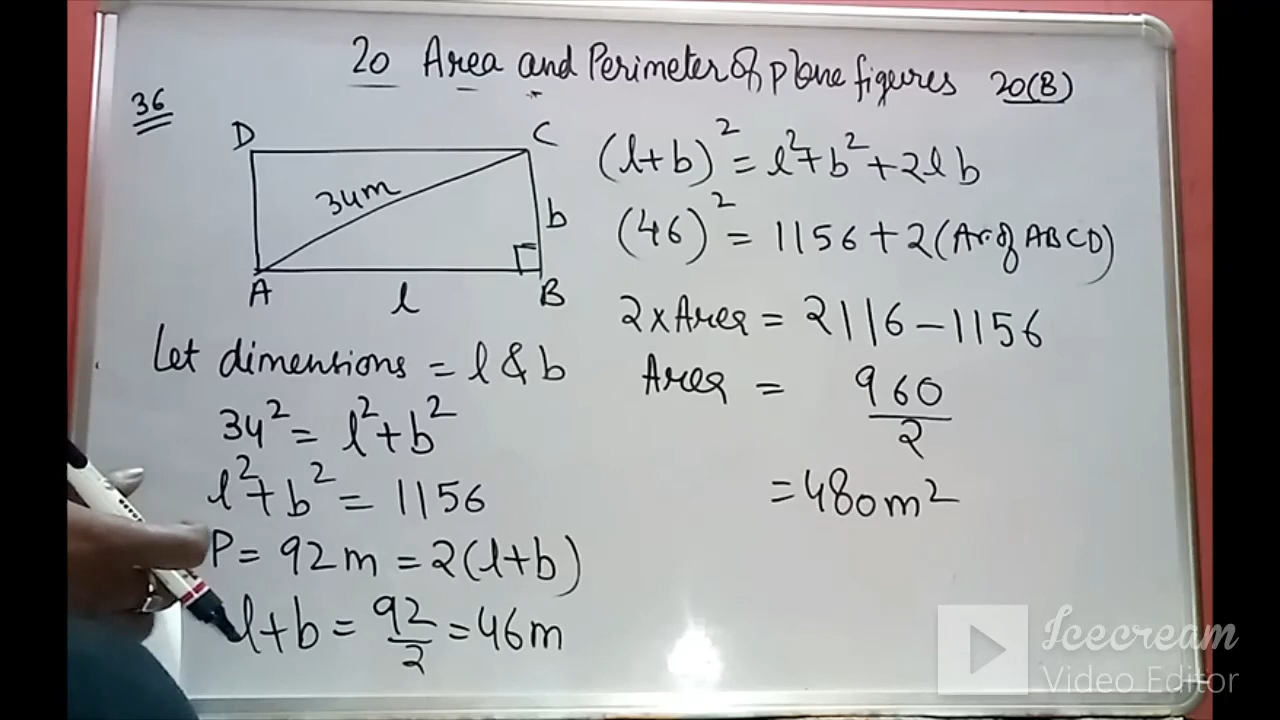 20 Area and Perimeter of plane figures 20(B)
36
D C
34m
b
A l B
Let dimensions = l & b
34² = l² + b²
l² + b² = 1156
P = 92m = 2(l+b)
l+b = 92/2 = 46m
(l+b)² = l² + b² + 2lb
(46)² = 1156 + 2(Ar of ABCD)
2×Area = 2116 – 1156
Area = 960/2
= 480m²
Icecream
Video Editor